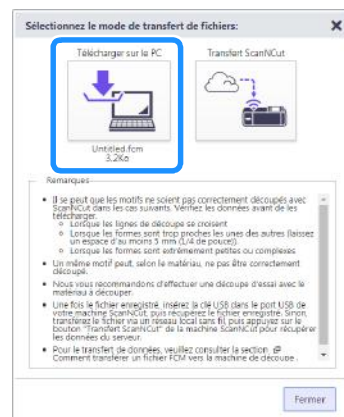 Sélectionnez le mode de transfert de fichiers:
Télécharger sur le PC
Transfert ScanNCut
Untitled.fcm
3.2Ko
Remarques
Il se peut que les motifs ne soient pas correctement découpés avec
ScanNCut dans les cas suivants. Vérifiez les données avant de les
télécharger.
Lorsque les lignes de découpe se croisent
Lorsque les formes sont trop proches les unes des autres (laissez
un espace d'au moins 5 mm (1/4 de pouce)).
Lorsque les formes sont extrêmement petites ou complexes
Un même motif peut, selon le matériau, ne pas être correctement
découpé.
Nous vous recommandons d'effectuer une découpe d'essai avec le
matériau à découper.
Une fois le fichier enregistré, insérez la clé USB dans le port USB de
votre machine ScanNCut, puis récupérez le fichier enregistré. Sinon,
transférez le fichier via un réseau local sans fil, puis appuyez sur le
bouton "Transfert ScanNCut" de la machine ScanNCut pour récupérer
les données du serveur.
Pour le transfert de données, veuillez consulter la section
Comment transférer un fichier FCM vers la machine de découpe .
Fermer